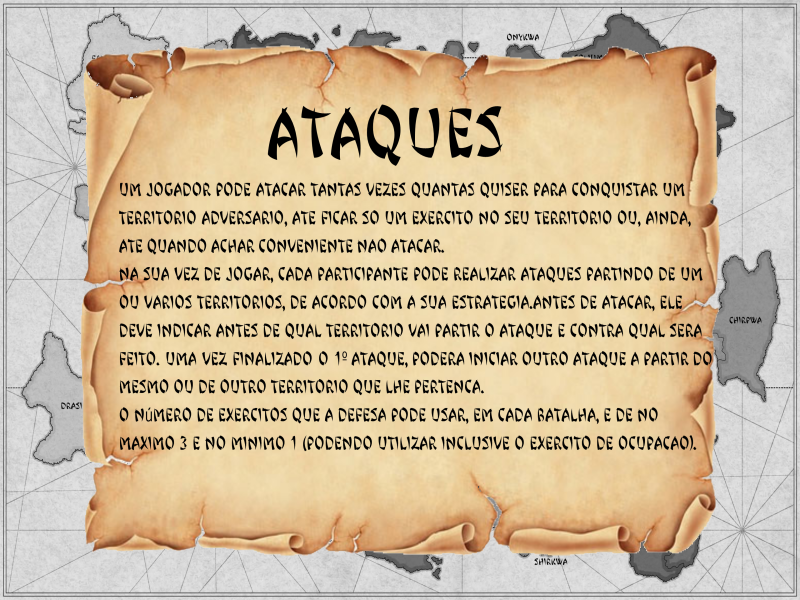 ONYKWA
ATAQUES
UM JOGADOR PODE ATACAR TANTAS VEZES QUANTAS QUISER PARA CONQUISTAR UM
TERRITORIO ADVERSARIO, ATE FICAR SO UM EXERCITO NO SEU TERRITORIO OU, AINDA,
ATE QUANDO ACHAR CONVENIENTE NAO ATACAR.
NA SUA VEZ DE JOGAR, CADA PARTICIPANTE PODE REALIZAR ATAQUES PARTINDO DE UM
OU VARIOS TERRITORIOS, DE ACORDO COM A SUA ESTRATEGIA.ANTES DE ATACAR, ELE
DEVE INDICAR ANTES DE QUAL TERRITORIO VAI PARTIR O ATAQUE E CONTRA QUAL SERA
FEITO. UMA VEZ FINALIZADO O 1º ATAQUE, PODERA INICIAR OUTRO ATAQUE A PARTIR DO
MESMO OU DE OUTRO TERRITORIO QUE LHE PERTENCA.
O NÚMERO DE EXERCITOS QUE A DEFESA PODE USAR, EM CADA BATALHA, E DE NO
MAXIMO 3 E NO MINIMO 1 (PODENDO UTILIZAR INCLUSIVE O EXERCITO DE OCUPACAO).
CHIRPWA
SHIRKWA